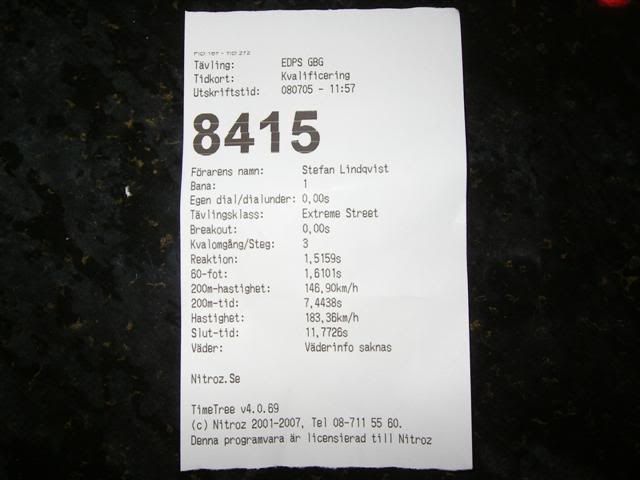 Tävling: EDPS GBG
Tidkort: Kvalificering
Utskriftstid: 080705 - 11:57
8415
Förarens namn: Stefan Lindqvist
Bana: 1
Egen dial/dialunder: 0,00s
Tävlingsklass: Extreme Street
Breakout: 0,00s
Kvalomgång/Steg: 3
Reaktion: 1,5159s
60-fot: 1,6101s
200m-hastighet: 146,90km/h
200m-tid: 7,4438s
Hastighet: 183,36km/h
Slut-tid: 11,7726s
Väder: Väderinfo saknas
Nitroz.Se
TimeTree v4.0.69
(c) Nitroz 2001-2007, Tel 08-711 55 60.
Denna programvara är licensierad till Nitroz